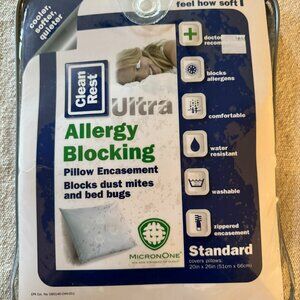 feel how soft!
cooler, softer,
quieter
Clean
Rest
Ultra
Allergy
Blocking
Pillow Encasement
Blocks dust mites
and bed bugs
blocks
allergens
comfortable
water
resistant
washable
zippered
encasement
MICRONONE
Standard
covers pillows:
20in x 26in (51cm x 66cm)